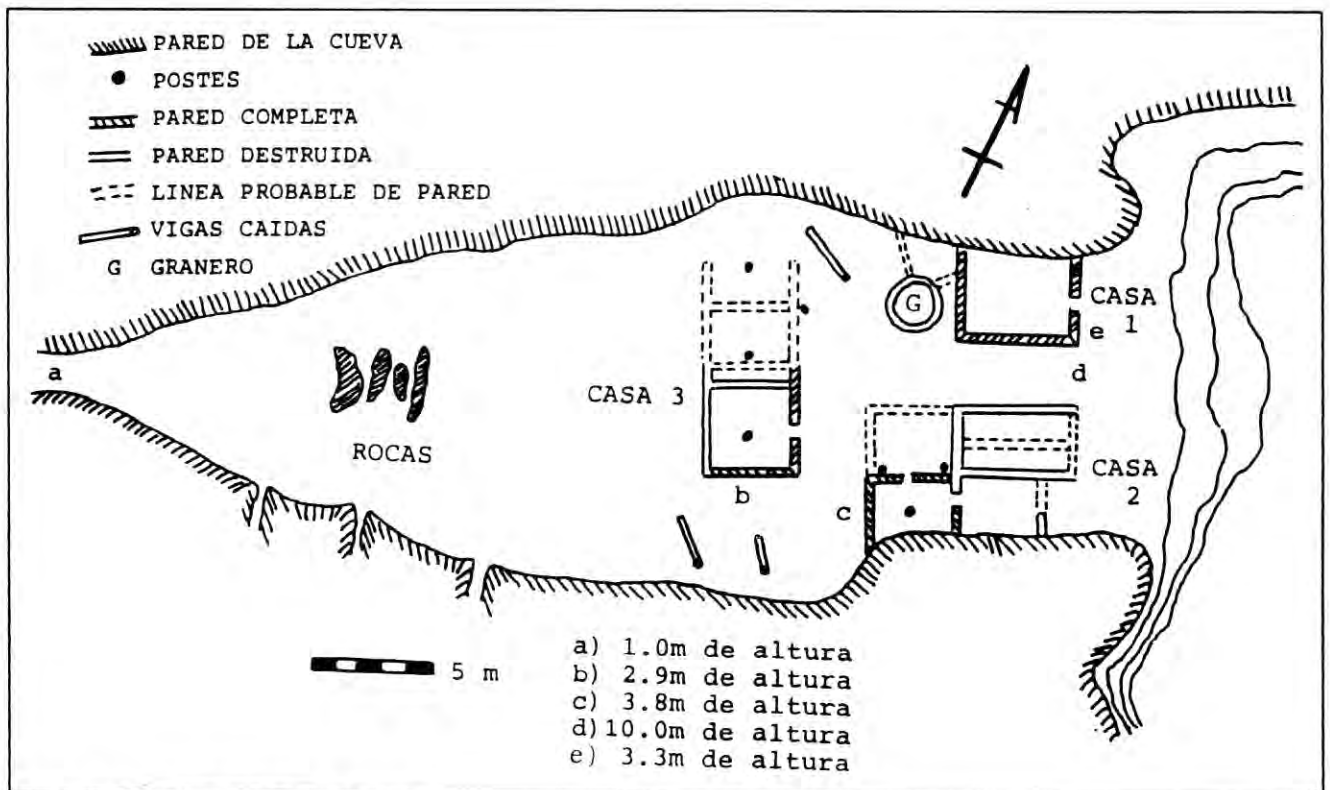 PARED DE LA CUEVA
POSTES
PARED COMPLETA
PARED DESTRUIDA
LINEA PROBABLE DE PARED
VIGAS CAIDAS
G GRANERO
a
ROCAS
CASA 3
b
G
CASA
1
e
d
c
CASA
2
5 m
a) 1.0m de altura
b) 2.9m de altura
c) 3.8m de altura
d)10.0m de altura
e) 3.3m de altura